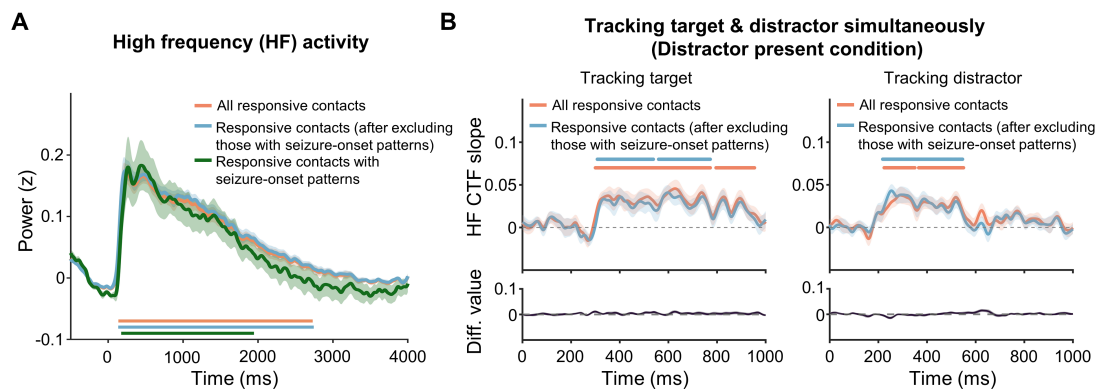 A
High frequency (HF) activity
All responsive contacts
Responsive contacts (after excluding
those with seizure-onset patterns)
Responsive contacts with
seizure-onset patterns
Power (z)
0.2
0.1
0
-0.1
0
1000
2000
3000
4000
Time (ms)
B
Tracking target & distractor simultaneously
(Distractor present condition)
Tracking target
All responsive contacts
Responsive contacts (after excluding
those with seizure-onset patterns)
HF CTF slope
0.1
0.05
0
Diff. value
0.1
0
0
200
400
600
800
1000
Time (ms)
Tracking distractor
All responsive contacts
Responsive contacts (after excluding
those with seizure-onset patterns)
0.1
0.05
0
0.1
0
0
200
400
600
800
1000
Time (ms)